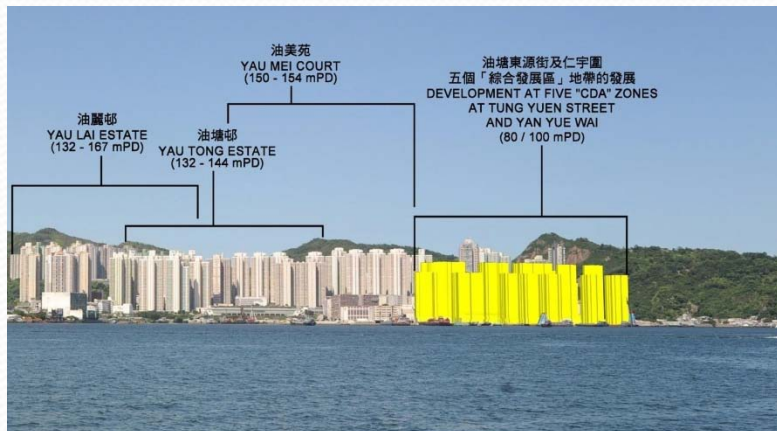 油美苑
YAU MEI COURT
(150 - 154 mPD)
油塘東源街及仁宇圍
五個「綜合發展區」地帶的發展
DEVELOPMENT AT FIVE "CDA" ZONES
AT TUNG YUEN STREET
AND YAN YUE WAI
(80 / 100 mPD)
油麗邨
YAU LAI ESTATE
(132 - 167 mPD)
油塘邨
YAU TONG ESTATE
(132 - 144 mPD)